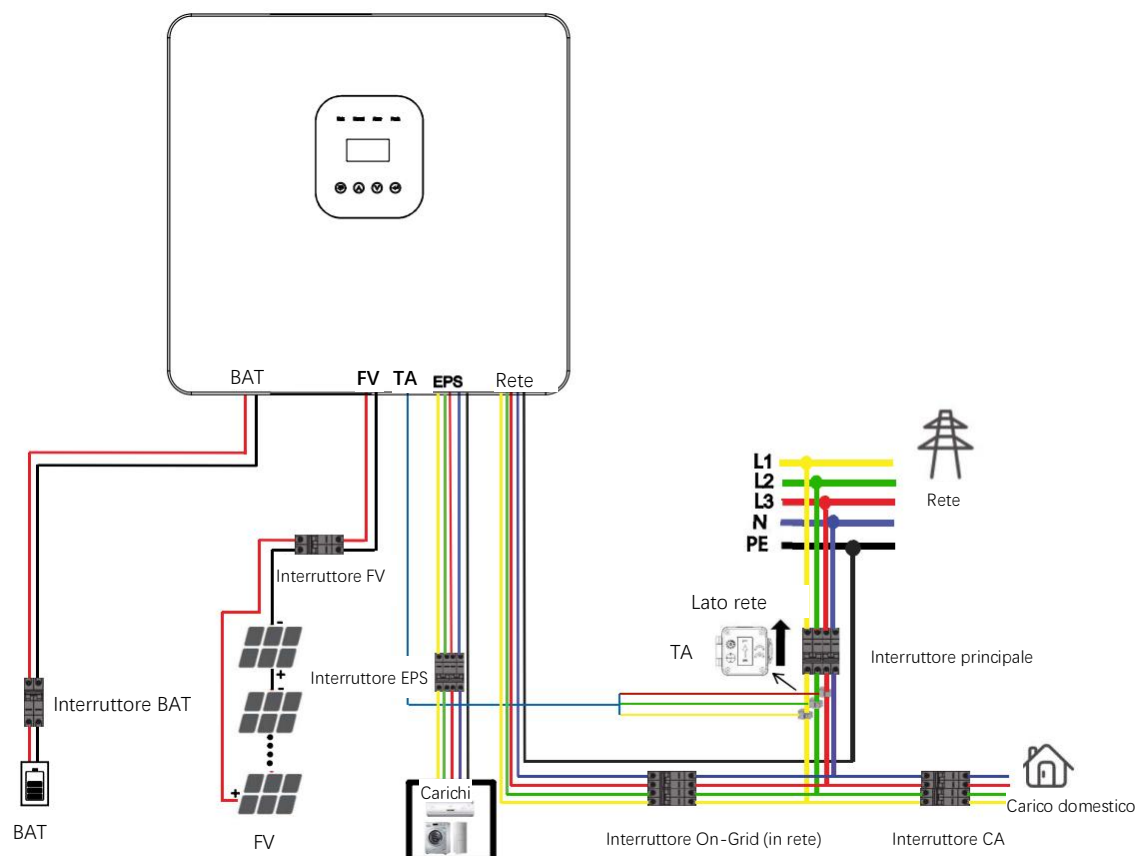 BAT
FV
TA
EPS
Rete
L1
L2
L3
N
PE
Rete
Interruttore FV
Lato rete
TA
Interruttore principale
Interruttore EPS
Interruttore BAT
Carichi
Carico domestico
BAT
FV
Interruttore On-Grid (in rete)
Interruttore CA